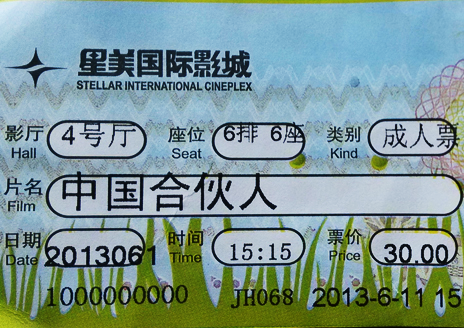 星美国际影城
STELLAR INTERNATIONAL CINEPLEX
影厅 4号厅 座位 6排 6座 类别 成人票
Hall Seat Kind
片名 中国合伙人
Film
日期 2013061 时间 15:15 票价 30.00
Date Time Price
1000000000 JH068 2013-6-11 15